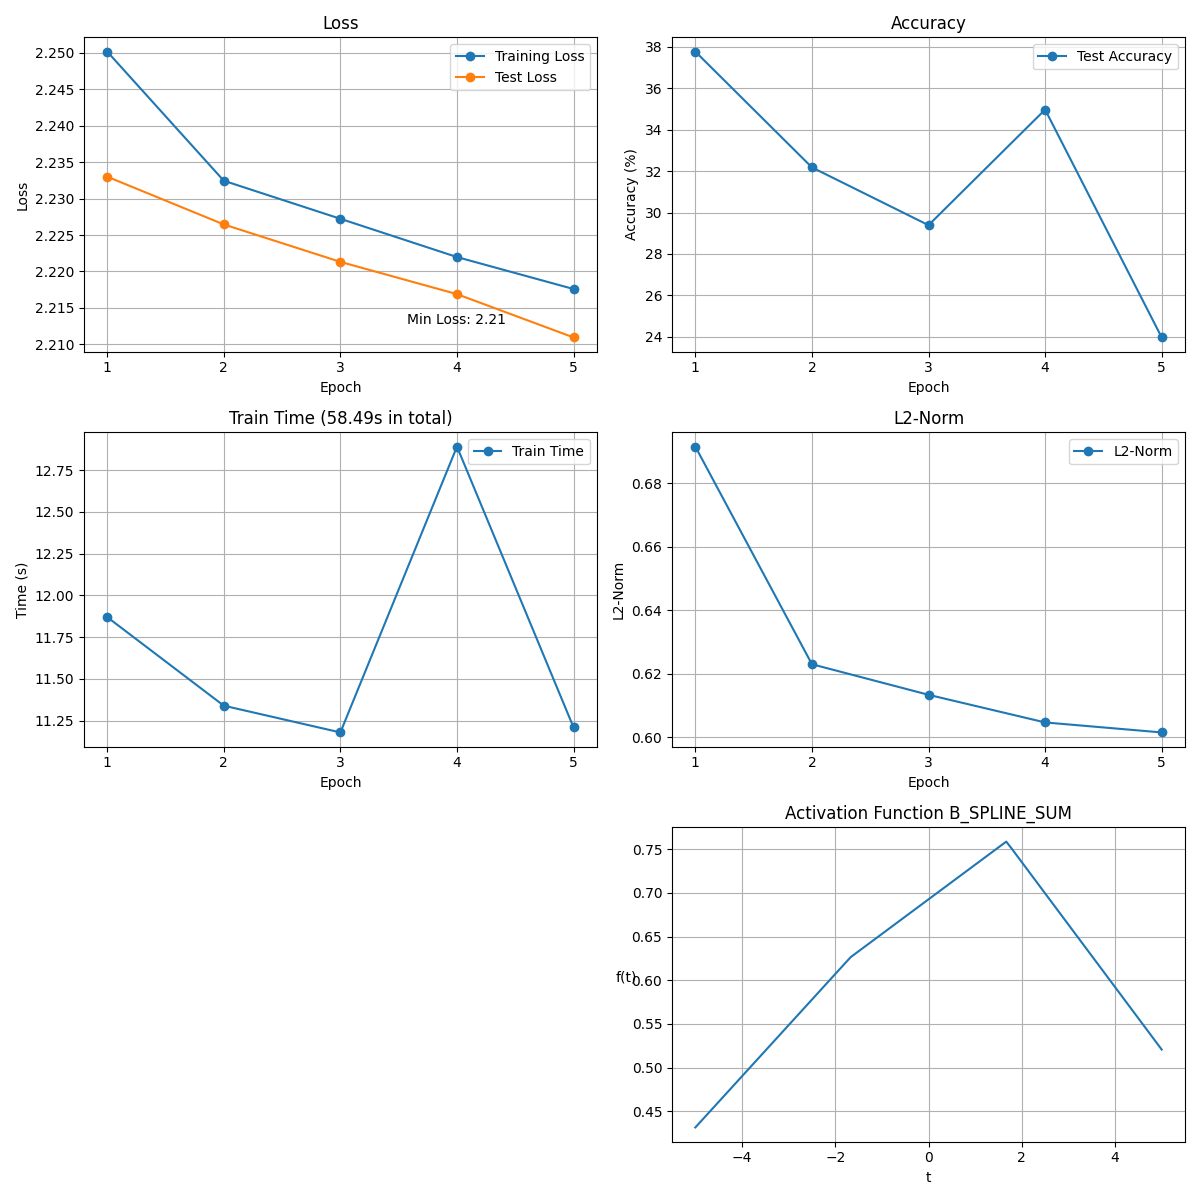 Loss
2.250
2.245
2.240
2.235
2.230
2.225
2.220
2.215
2.210
Loss
Training Loss
Test Loss
Min Loss: 2.21
1 2 3 4 5
Epoch
Accuracy
38
36
34
32
30
28
26
24
Accuracy (%)
Test Accuracy
1 2 3 4 5
Epoch
Train Time (58.49s in total)
12.75
12.50
12.25
12.00
11.75
11.50
11.25
Time (s)
Train Time
1 2 3 4 5
Epoch
L2-Norm
0.68
0.66
0.64
0.62
0.60
L2-Norm
L2-Norm
1 2 3 4 5
Epoch
Activation Function B_SPLINE_SUM
0.75
0.70
0.65
0.60
0.55
0.50
0.45
f(t)
−4 −2 0 2 4
t